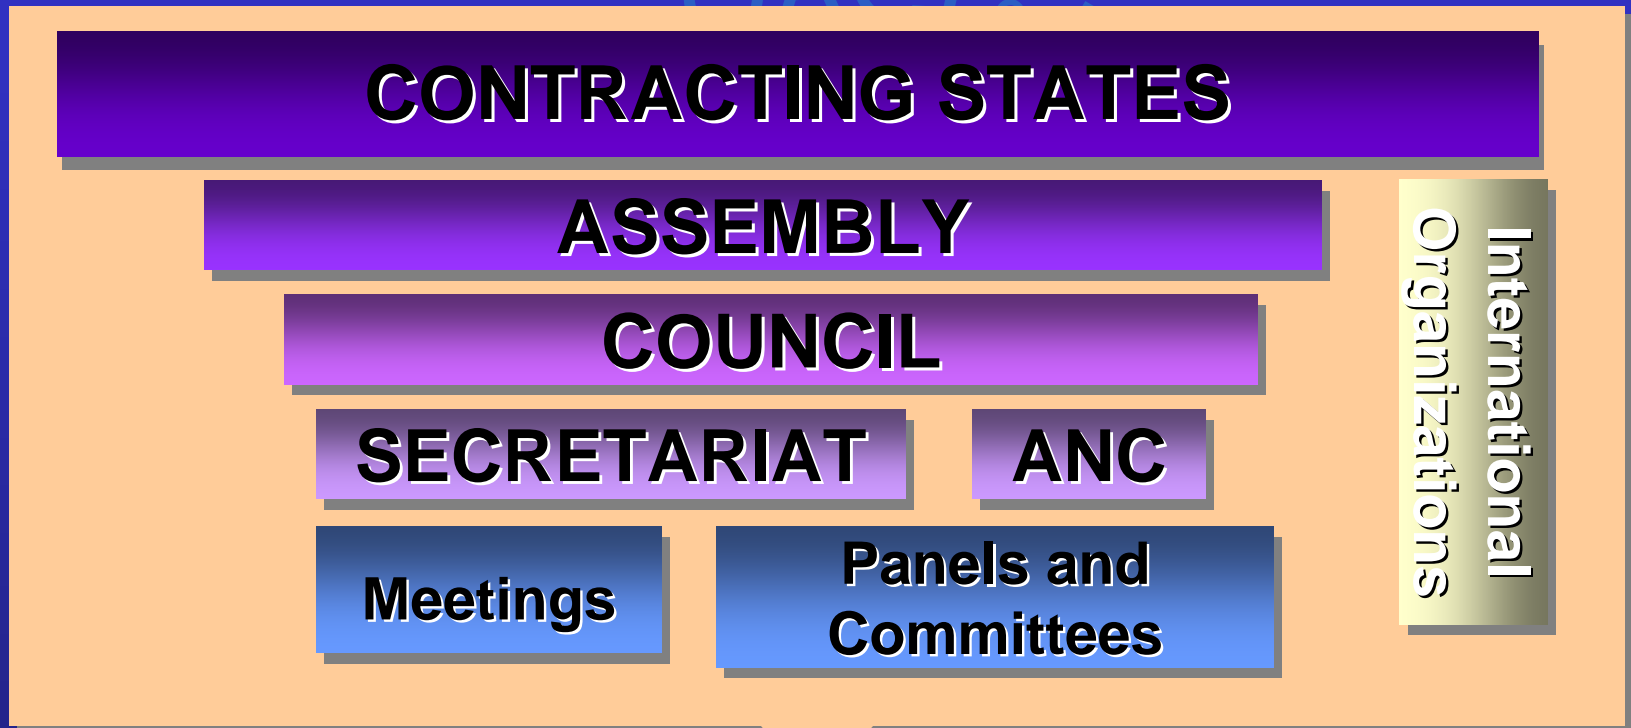 CONTRACTING STATES
ASSEMBLY
COUNCIL
SECRETARIAT
ANC
Meetings
Panels and
Committees
International
Organizations